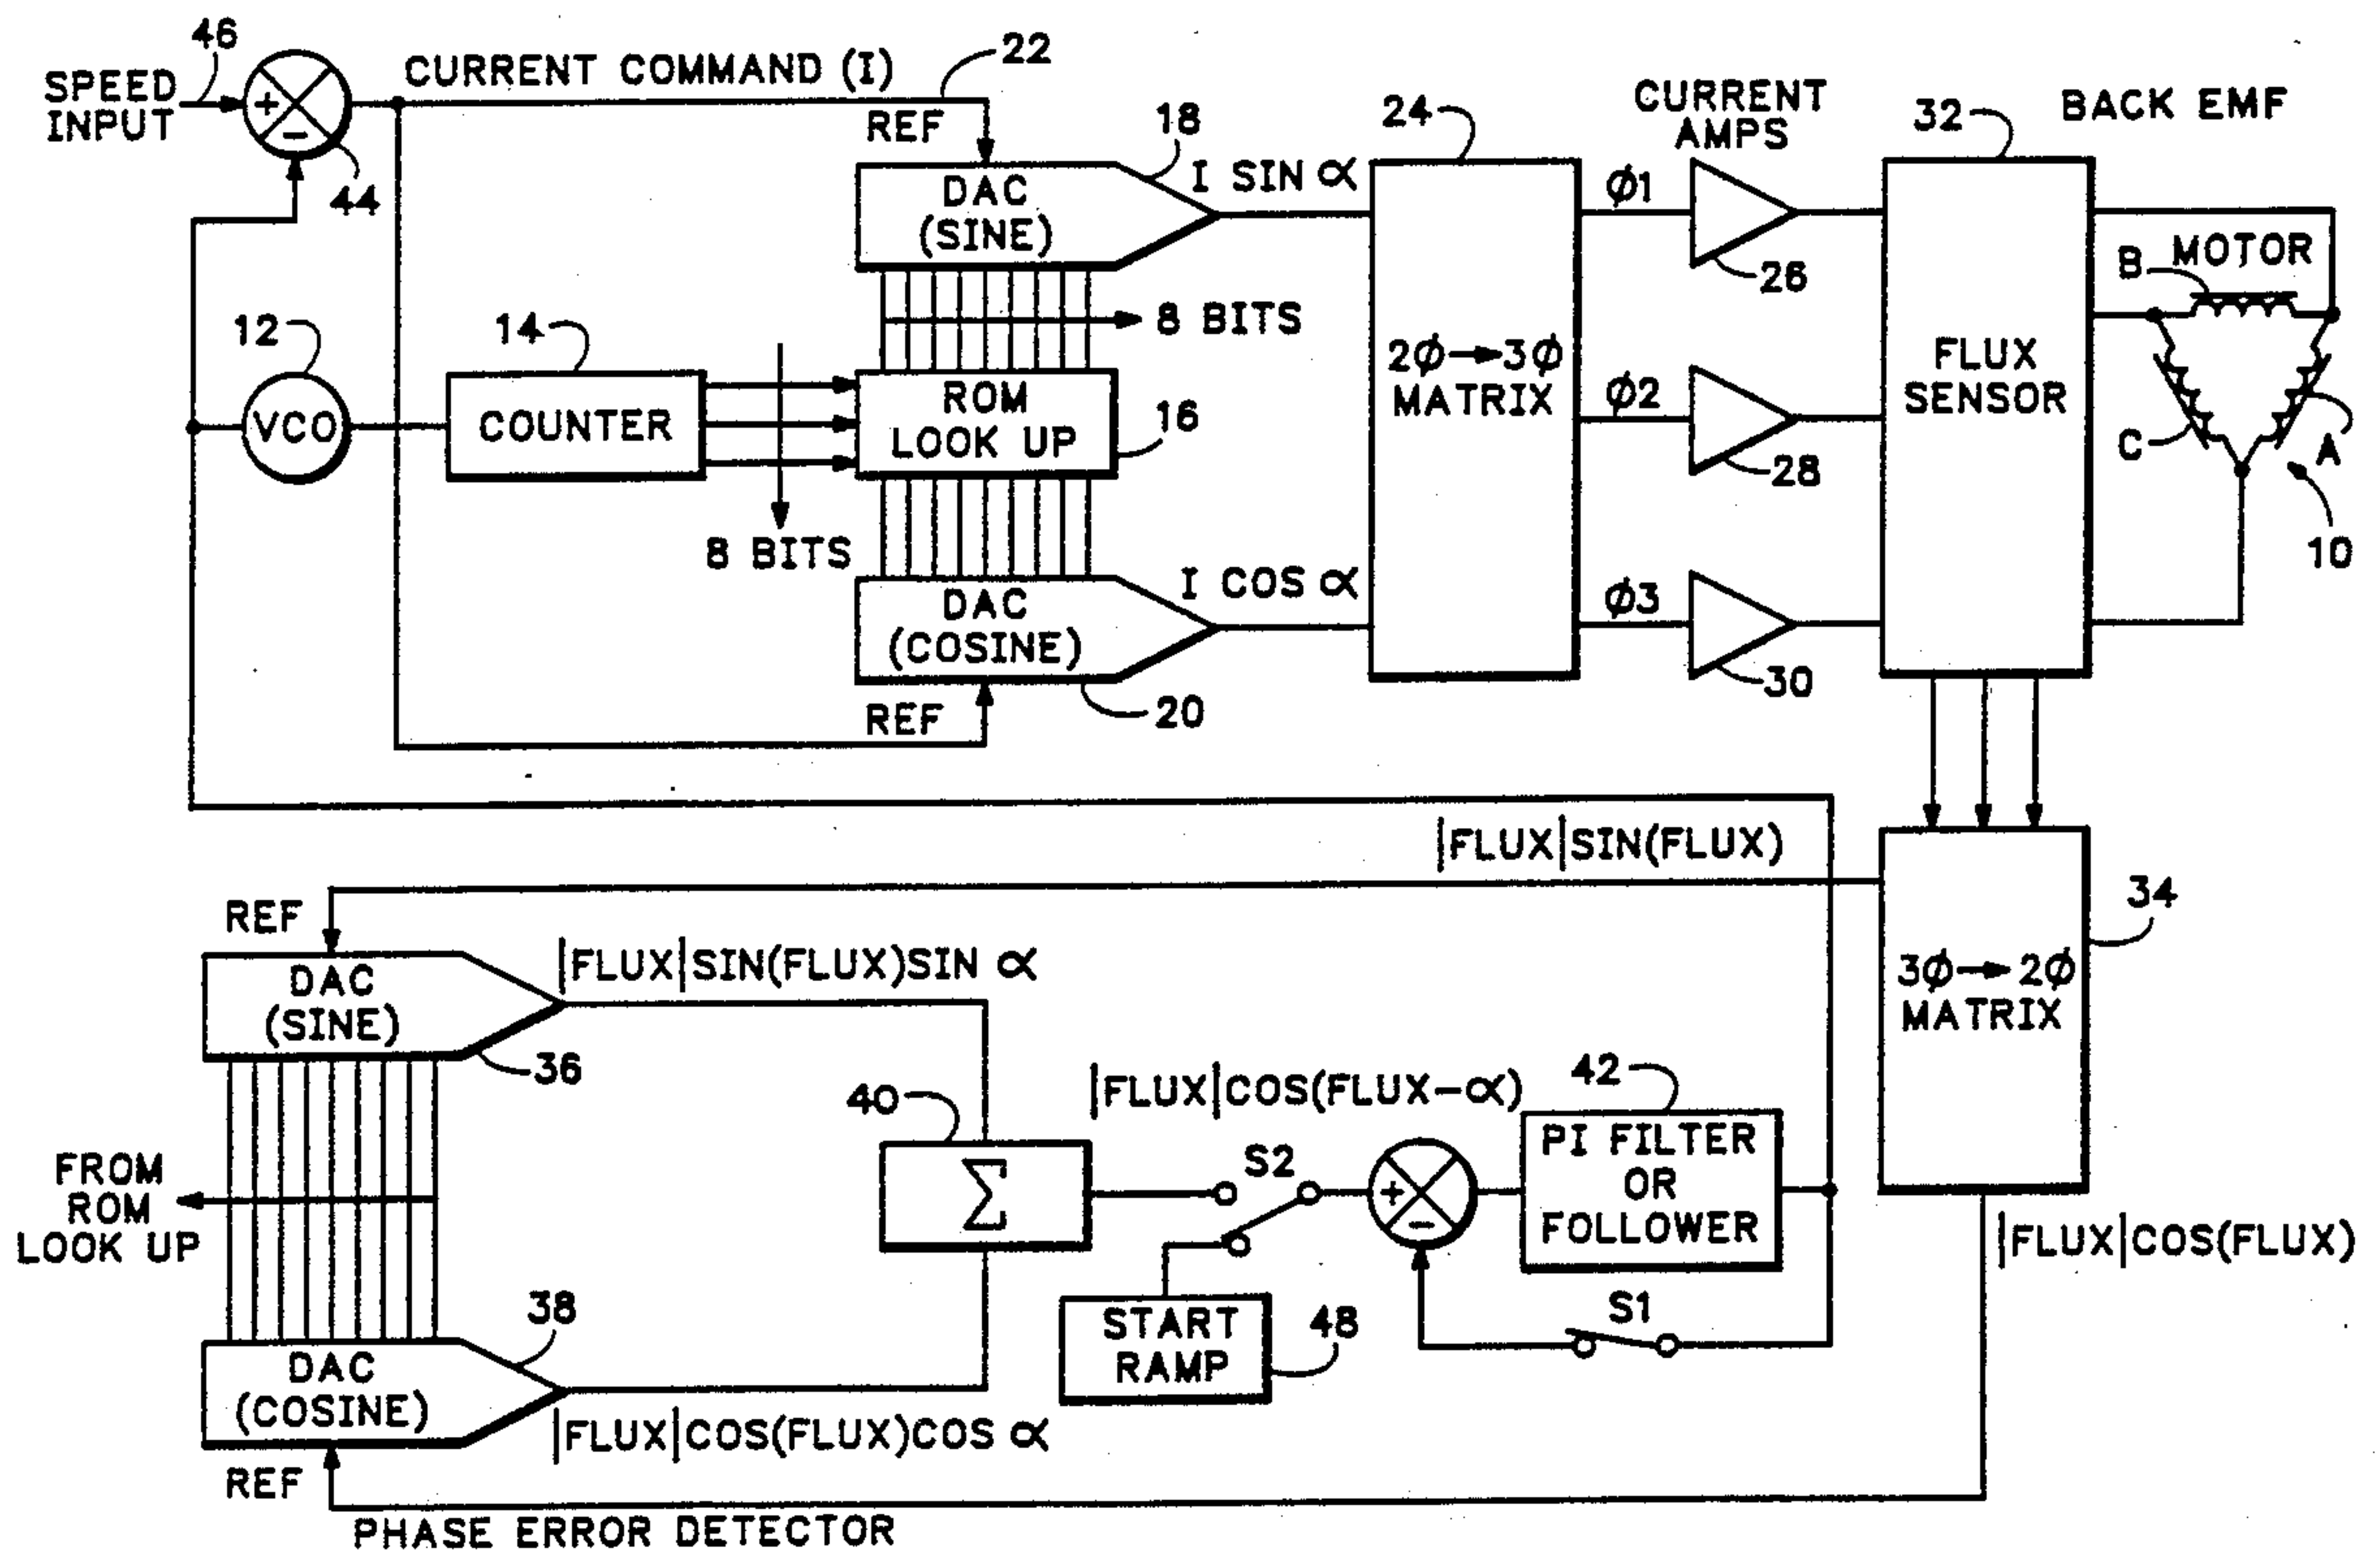 46
SPEED
INPUT
+
−
44
CURRENT COMMAND (I)
22
REF
18
DAC
(SINE)
I SIN ∝
24
CURRENT
AMPS
32
BACK EMF
φ1
26
B
MOTOR
8 BITS
12
VCO
14
COUNTER
8 BITS
ROM
LOOK UP
16
2φ→3φ
MATRIX
φ2
28
FLUX
SENSOR
C
A
10
DAC
(COSINE)
I COS ∝
20
REF
φ3
30
|FLUX|SIN(FLUX)
34
3φ→2φ
MATRIX
REF
DAC
(SINE)
36
|FLUX|SIN(FLUX)SIN ∝
FROM
ROM
LOOK UP
40
Σ
|FLUX|COS(FLUX-∝)
S2
+
−
42
PI FILTER
OR
FOLLOWER
|FLUX|COS(FLUX)
S1
START
RAMP
48
38
DAC
(COSINE)
|FLUX|COS(FLUX)COS ∝
REF
PHASE ERROR DETECTOR